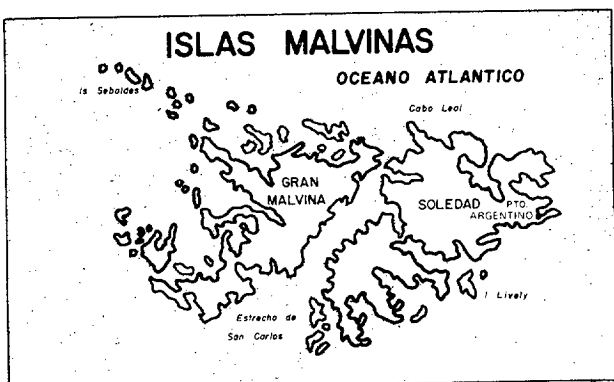 ISLAS MALVINAS
OCEANO ATLANTICO
Is Sebaldes
Cabo Leal
GRAN
MALVINA
SOLEDAD
PTO.
ARGENTINO
I Lively
Estrecho de
San Carlos